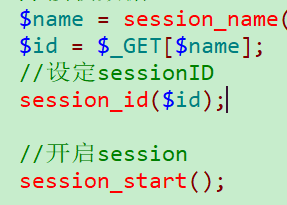 $name = session_name(
$id = $_GET[$name];
//设定sessionID
session_id($id);
//开启session
session_start();